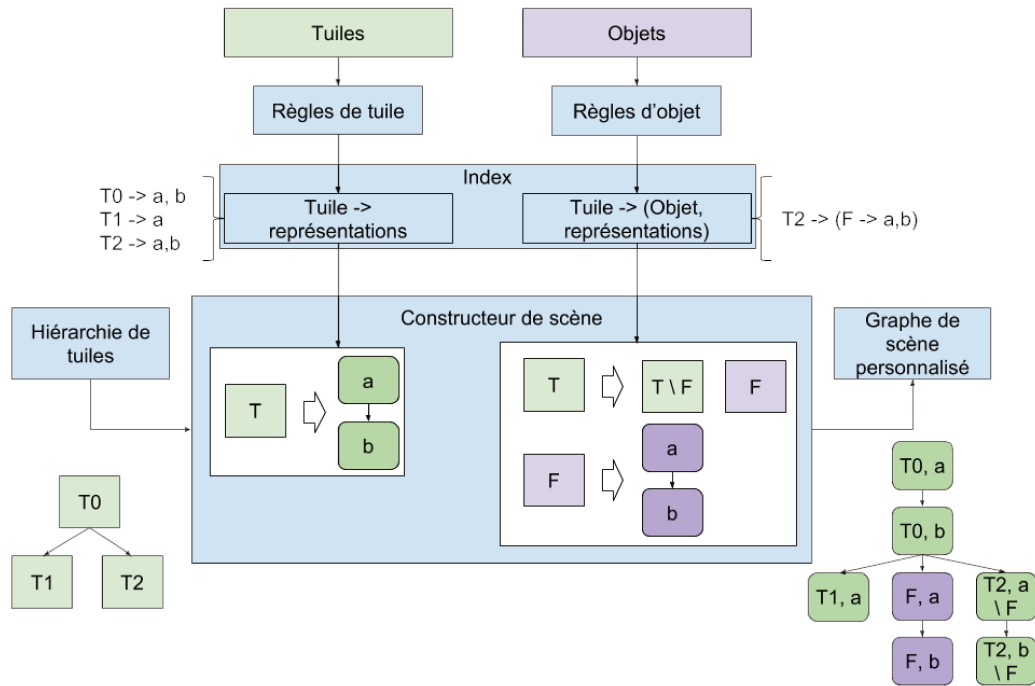 Tuiles
Objets
Règles de tuile
Règles d'objet
Index
T0 -> a, b
T1 -> a
T2 -> a,b
Tuile ->
représentations
Tuile -> (Objet,
représentations)
T2 -> (F -> a,b)
Hiérarchie de
tuiles
Constructeur de scène
Graphe de
scène
personnalisé
T
a
b
T
T \ F
F
F
a
b
T0
T1
T2
T0, a
T0, b
T1, a
F, a
T2, a
\ F
F, b
T2, b
\ F